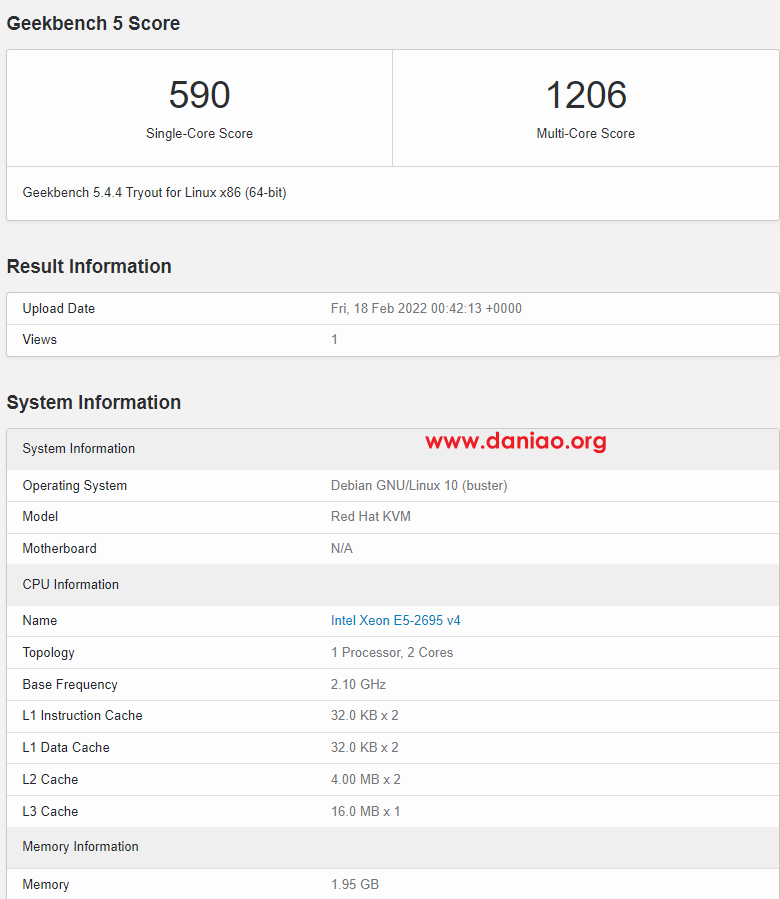 Geekbench 5 Score
590
1206
Single-Core Score
Multi-Core Score
Geekbench 5.4.4 Tryout for Linux x86 (64-bit)
Result Information
Upload Date Fri, 18 Feb 2022 00:42:13 +0000
Views 1
System Information
www.daniao.org
System Information
Operating System Debian GNU/Linux 10 (buster)
Model Red Hat KVM
Motherboard N/A
CPU Information
Name Intel Xeon E5-2695 v4
Topology 1 Processor, 2 Cores
Base Frequency 2.10 GHz
L1 Instruction Cache 32.0 KB x 2
L1 Data Cache 32.0 KB x 2
L2 Cache 4.00 MB x 2
L3 Cache 16.0 MB x 1
Memory Information
Memory 1.95 GB